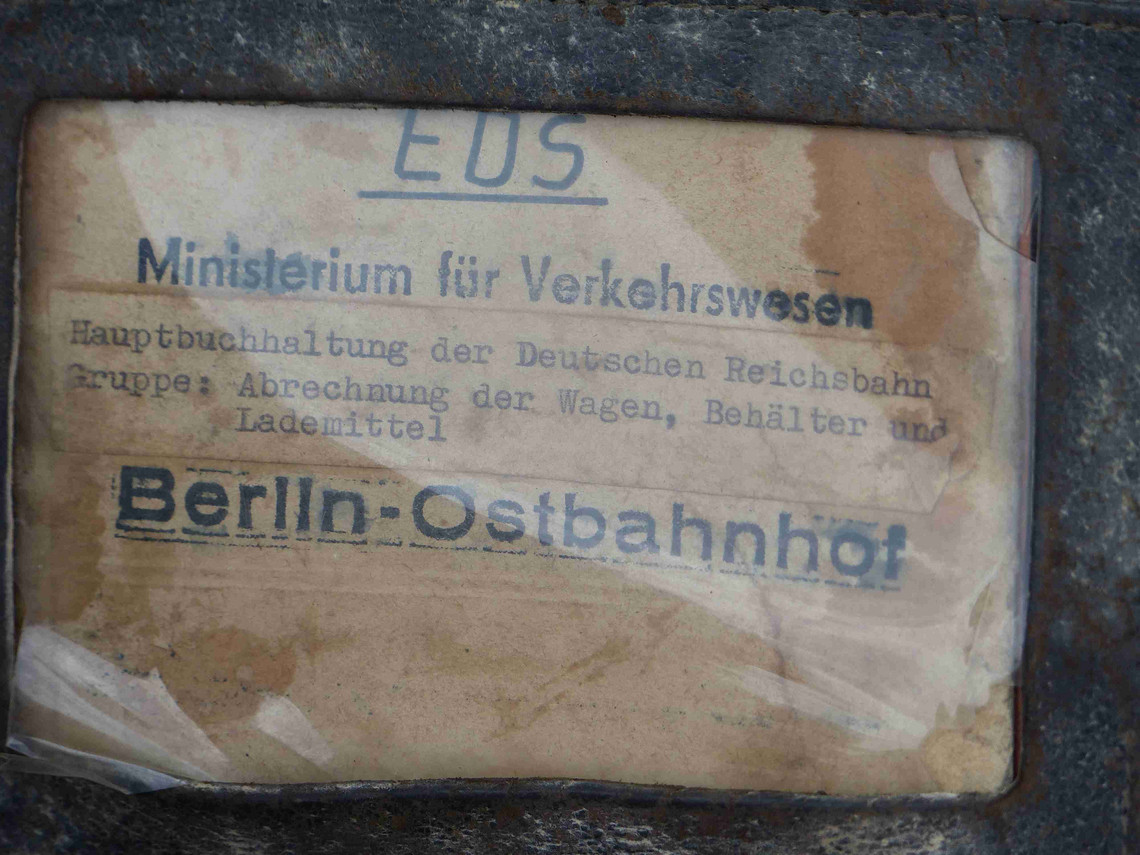 EDS
Ministerium für Verkehrswesen
Hauptbuchhaltung der Deutschen Reichsbahn
Gruppe: Abrechnung der Wagen, Behälter und
Lademittel
Berlin-Ostbahnhof